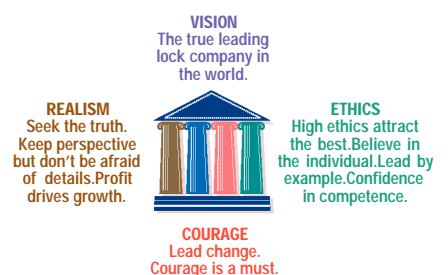 VISION
The true leading
lock company in
the world.
REALISM
Seek the truth.
Keep perspective
but don't be afraid
of details.Profit
drives growth.
ETHICS
High ethics attract
the best.Believe in
the individual.Lead by
example.Confidence
in competence.
COURAGE
Lead change.
Courage is a must.